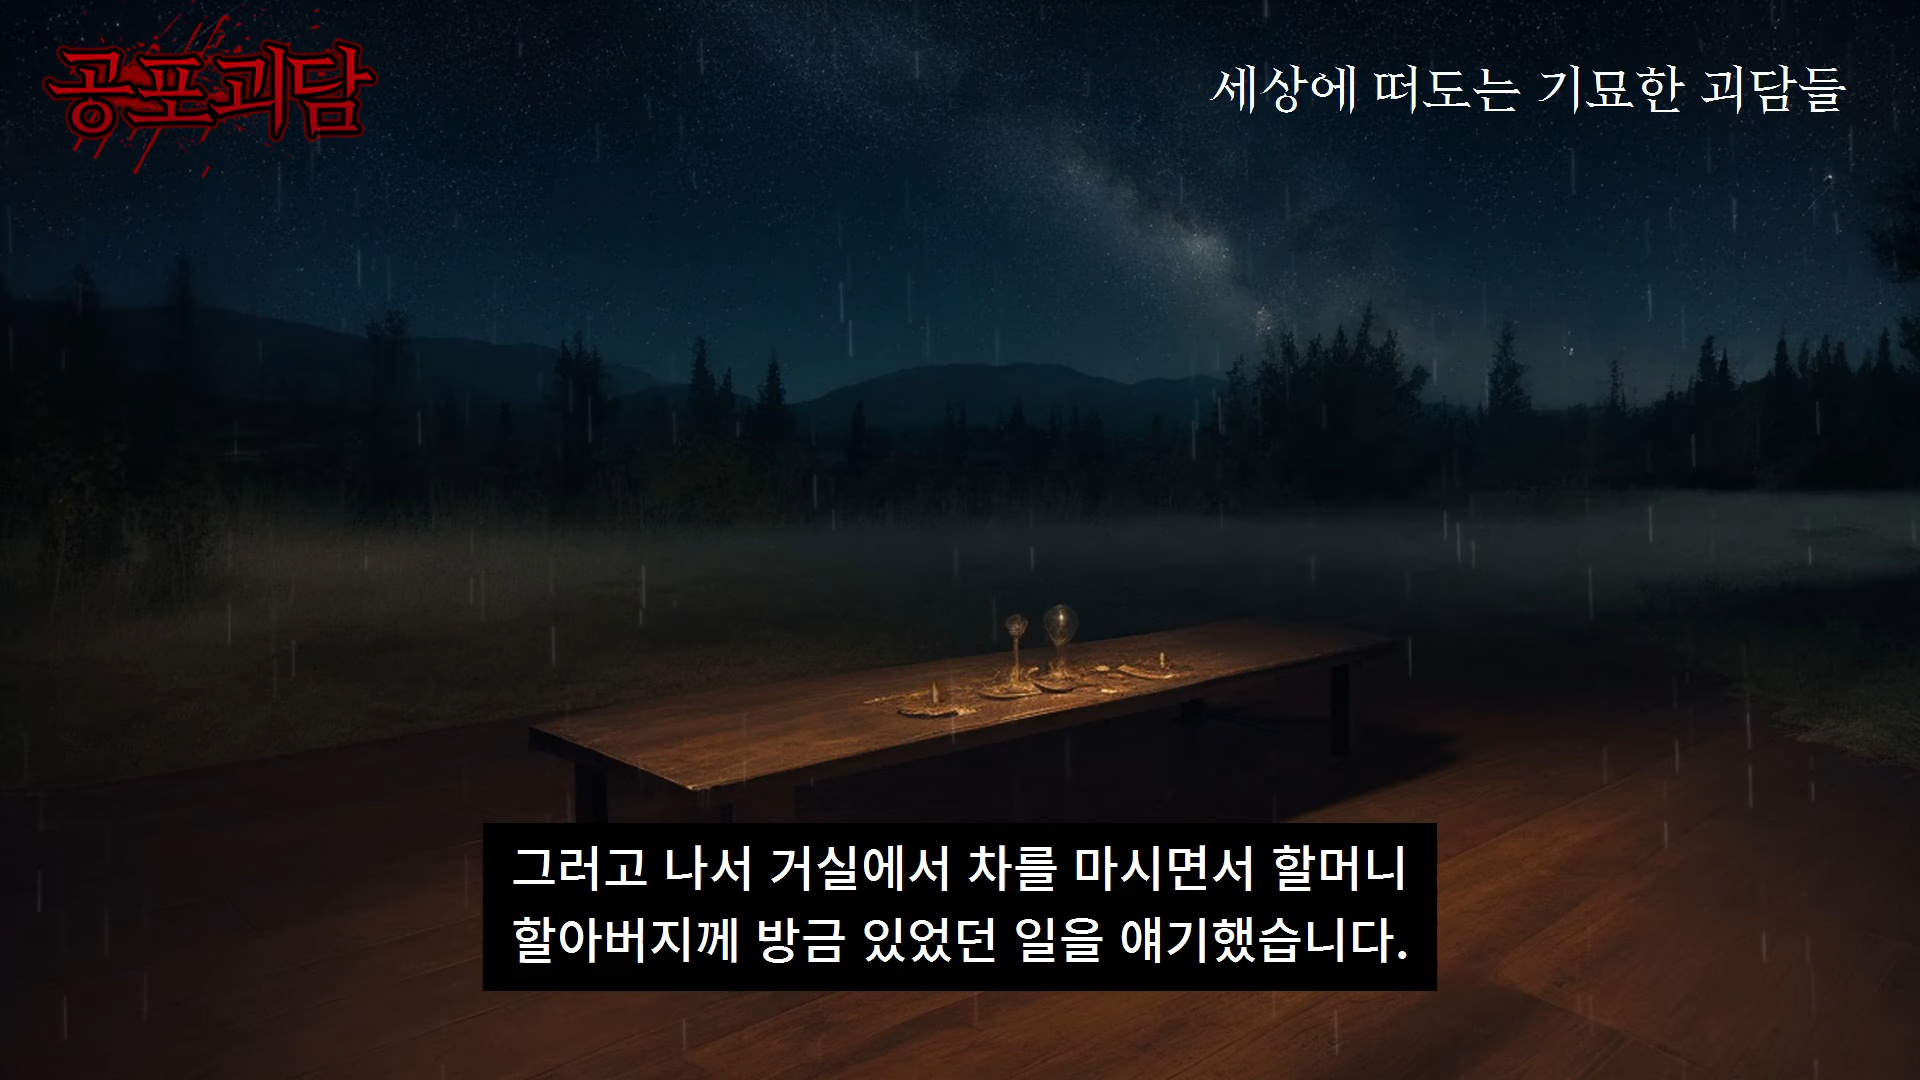 공포괴담
세상에 떠도는 기묘한 괴담들
그러고 나서 거실에서 차를 마시면서 할머니
할아버지께 방금 있었던 일을 얘기했습니다.